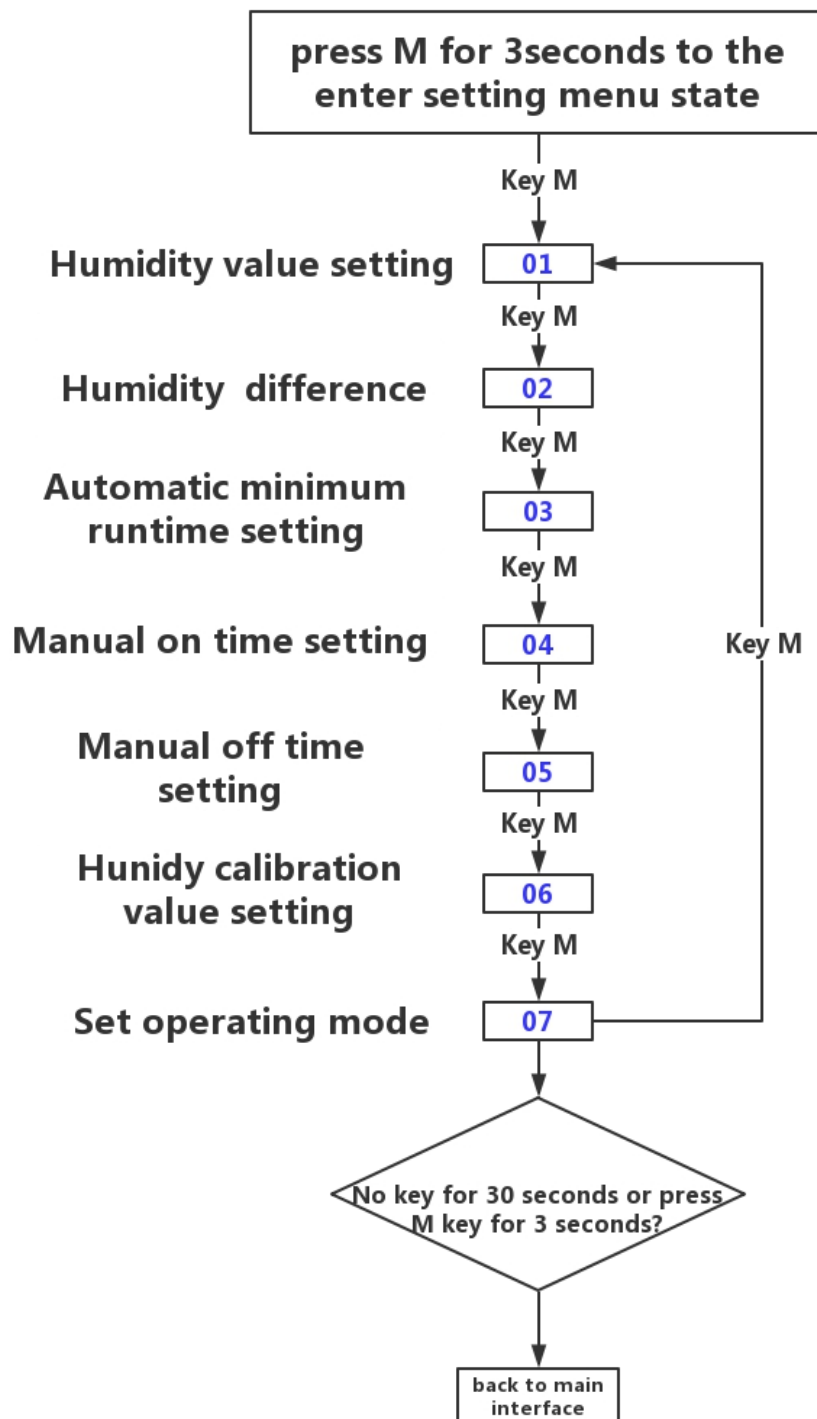 press M for 3seconds to the
enter setting menu state
Key M
Humidity value setting
01
Key M
Humidity  difference
02
Key M
Automatic minimum
runtime setting
03
Key M
Manual on time setting
04
Key M
Key M
Manual off time
setting
05
Key M
Hunidy calibration
value setting
06
Key M
Set operating mode
07
No key for 30 seconds or press
M key for 3 seconds?
back to main
interface